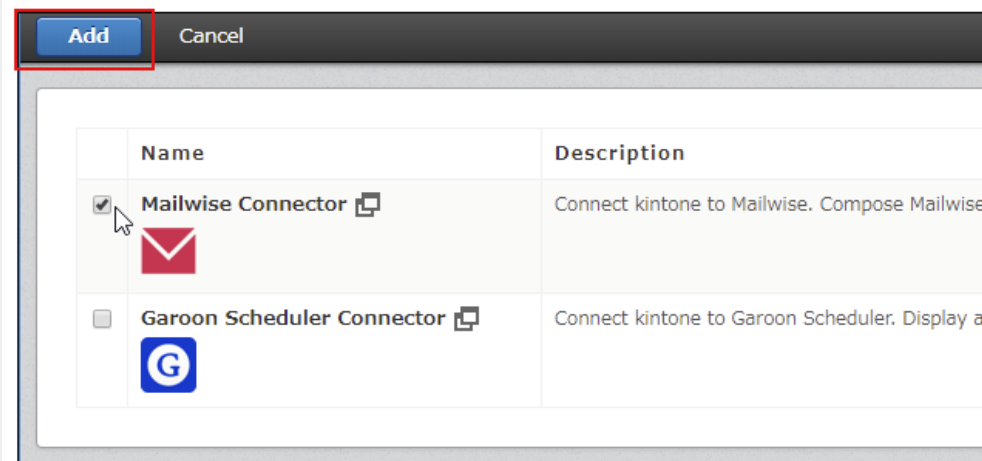 Add Cancel
Name Description
Mailwise Connector Connect kintone to Mailwise. Compose Mailwise
Garoon Scheduler Connector Connect kintone to Garoon Scheduler. Display a
G